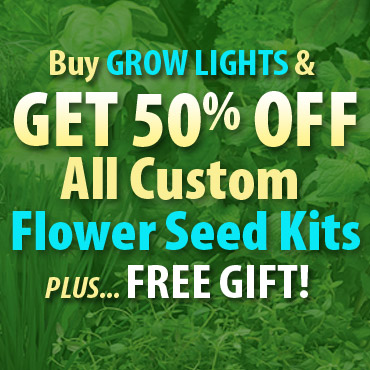 Buy GROW LIGHTS &
GET 50% OFF
All Custom
Flower Seed Kits
PLUS... FREE GIFT!